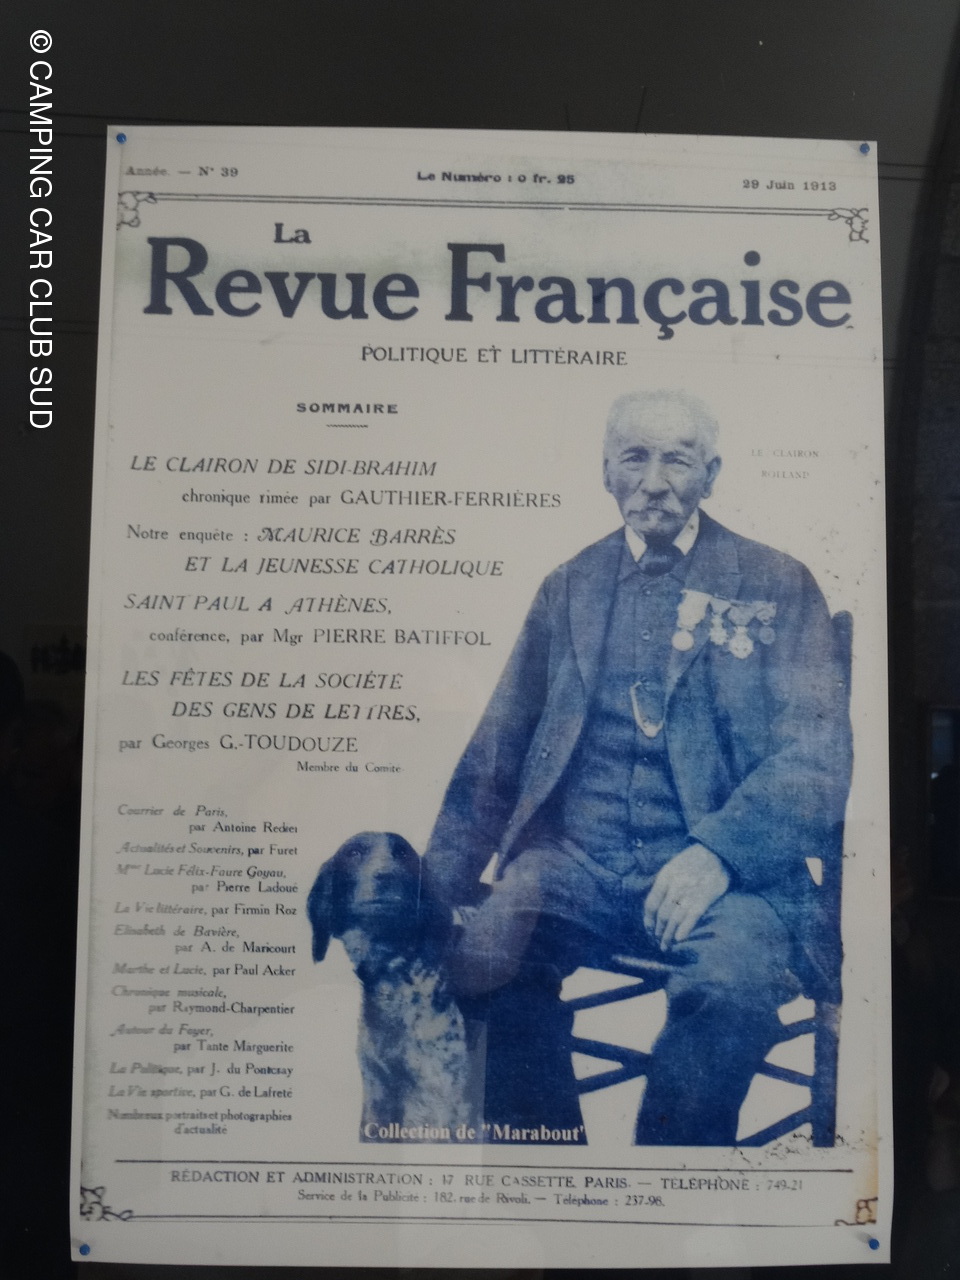 © CAMPING CAR CLUB SUD
Année. — N° 39
Le Numéro : 0 fr. 25
29 Juin 1913
La
Revue Française
POLITIQUE ET LITTÉRAIRE
SOMMAIRE
LE CLAIRON DE SIDI-BRAHIM
chronique rimée par GAUTHIER-FERRIÈRES
Notre enquête : MAURICE BARRÈS
ET LA JEUNESSE CATHOLIQUE
SAINT PAUL A ATHÈNES,
conférence, par Mgr PIERRE BATIFFOL
LES FÊTES DE LA SOCIÉTÉ
DES GENS DE LETTRES,
par Georges G.-TOUDOUZE
Membre du Comité
LE CLAIRON
ROLLAND
Courrier de Paris,
par Antoine Redier
Actualités et Souvenirs, par Furet
Mme Lucie Félix-Faure Goyau,
par Pierre Ladoué
La Vie littéraire, par Firmin Roz
Elisabeth de Bavière,
par A. de Maricourt
Marthe et Lucie, par Paul Acker
Chronique musicale,
par Raymond-Charpentier
Autour du Foyer,
par Tante Marguerite
La Politique, par J. du Pontcray
La Vie sportive, par G. de Lafreté
Nombreux portraits et photographies
d'actualité
Collection de "Marabout"
RÉDACTION ET ADMINISTRATION : 17 RUE CASSETTE, PARIS. — TÉLÉPHONE : 749-21
Service de la Publicité : 182, rue de Rivoli. — Téléphone : 237-96.